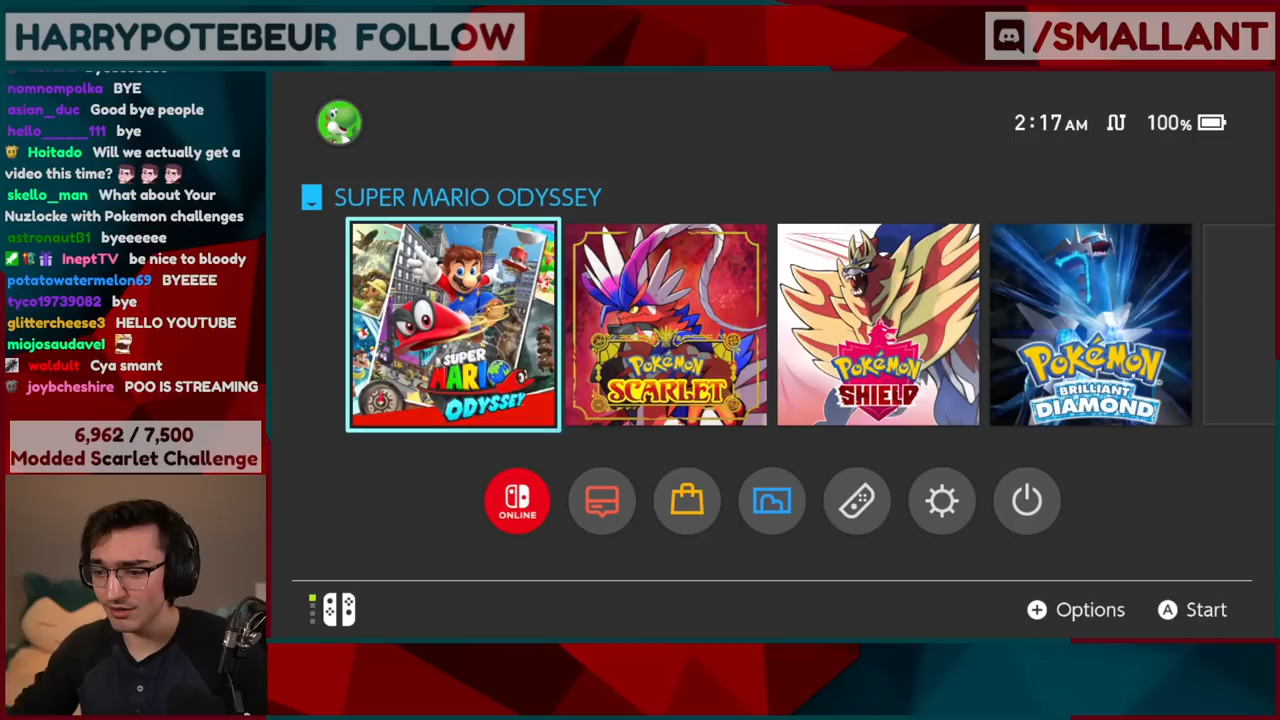 HARRYPOTEBEUR FOLLOW
/SMALLANT
nomnompolka BYE
asian__duc Good bye people
hello_____111 bye
Hoitado Will we actually get a
video this time?
skello__man What about Your
Nuzlocke with Pokemon challenges
astronautB1 byeeeeee
IneptTV be nice to bloody
potatowatermelon69 BYEEEE
tyco19739082 bye
glittercheese3 HELLO YOUTUBE
miojosaudavel
waldult Cya smant
joybcheshire POO IS STREAMING
6,962 / 7,500
Modded Scarlet Challenge
2:17 AM 100%
SUPER MARIO ODYSSEY
SUPER
MARIO
ODYSSEY
POKÉMON
SCARLET
POKÉMON
SHIELD
POKÉMON
BRILLIANT
DIAMOND
ONLINE
+ Options A Start